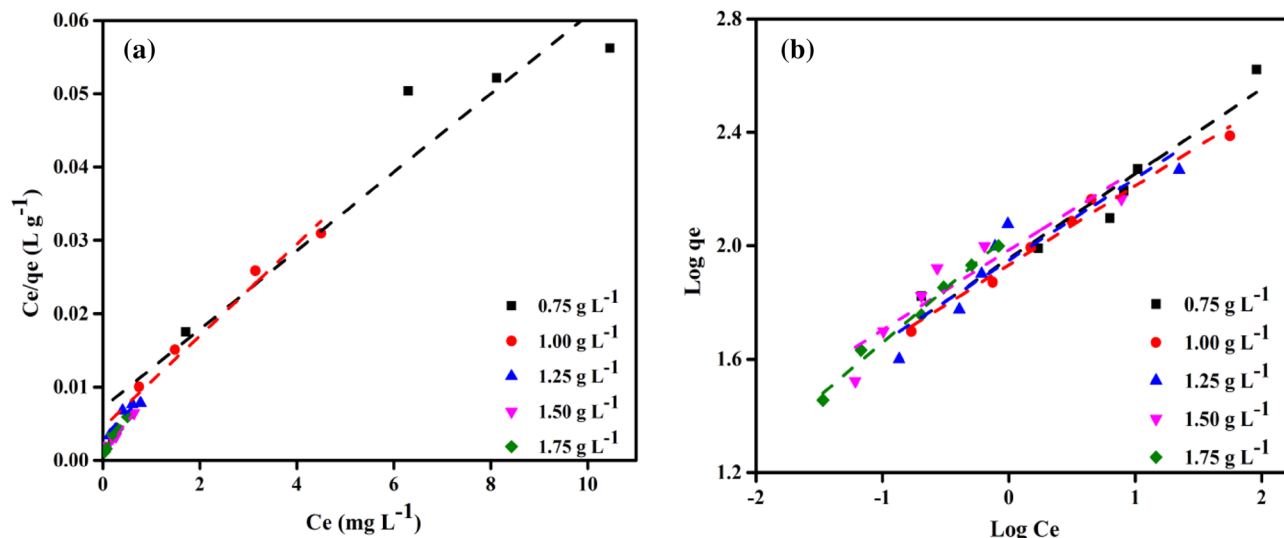 (a)
0.06
0.05
0.04
0.03
0.02
0.01
0.00
Ce/qe (L g⁻¹)
0.75 g L⁻¹
1.00 g L⁻¹
1.25 g L⁻¹
1.50 g L⁻¹
1.75 g L⁻¹
0 2 4 6 8 10
Ce (mg L⁻¹)
(b)
2.8
2.4
2.0
1.6
1.2
Log qe
0.75 g L⁻¹
1.00 g L⁻¹
1.25 g L⁻¹
1.50 g L⁻¹
1.75 g L⁻¹
-2 -1 0 1 2
Log Ce